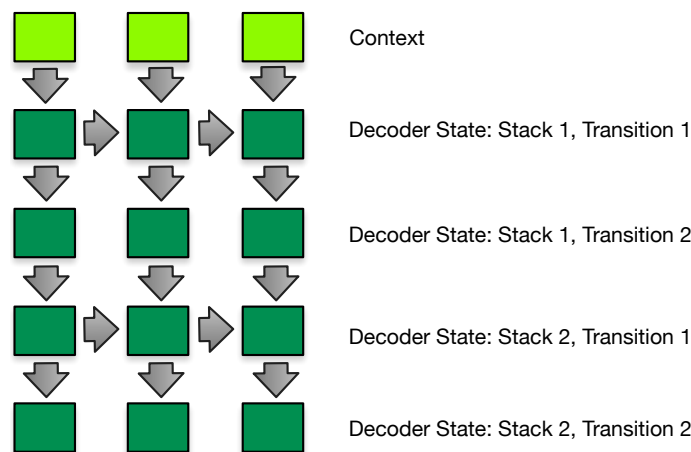 Context
Decoder State: Stack 1, Transition 1
Decoder State: Stack 1, Transition 2
Decoder State: Stack 2, Transition 1
Decoder State: Stack 2, Transition 2